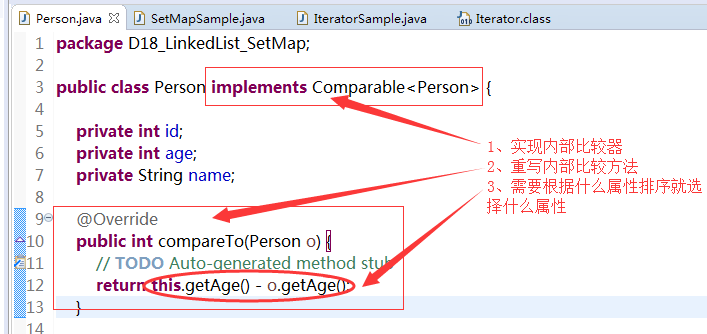 Person.java SetMapSample.java IteratorSample.java Iterator.class
1 package D18_LinkedList_SetMap;
2
3 public class Person implements Comparable<Person> {
4
5 private int id;
6 private int age;
7 private String name;
8
9 @Override
10 public int compareTo(Person o) {
11 // TODO Auto-generated method stub
12 return this.getAge() - o.getAge();
13 }
1、实现内部比较器
2、重写内部比较方法
3、需要根据什么属性排序就选
择什么属性